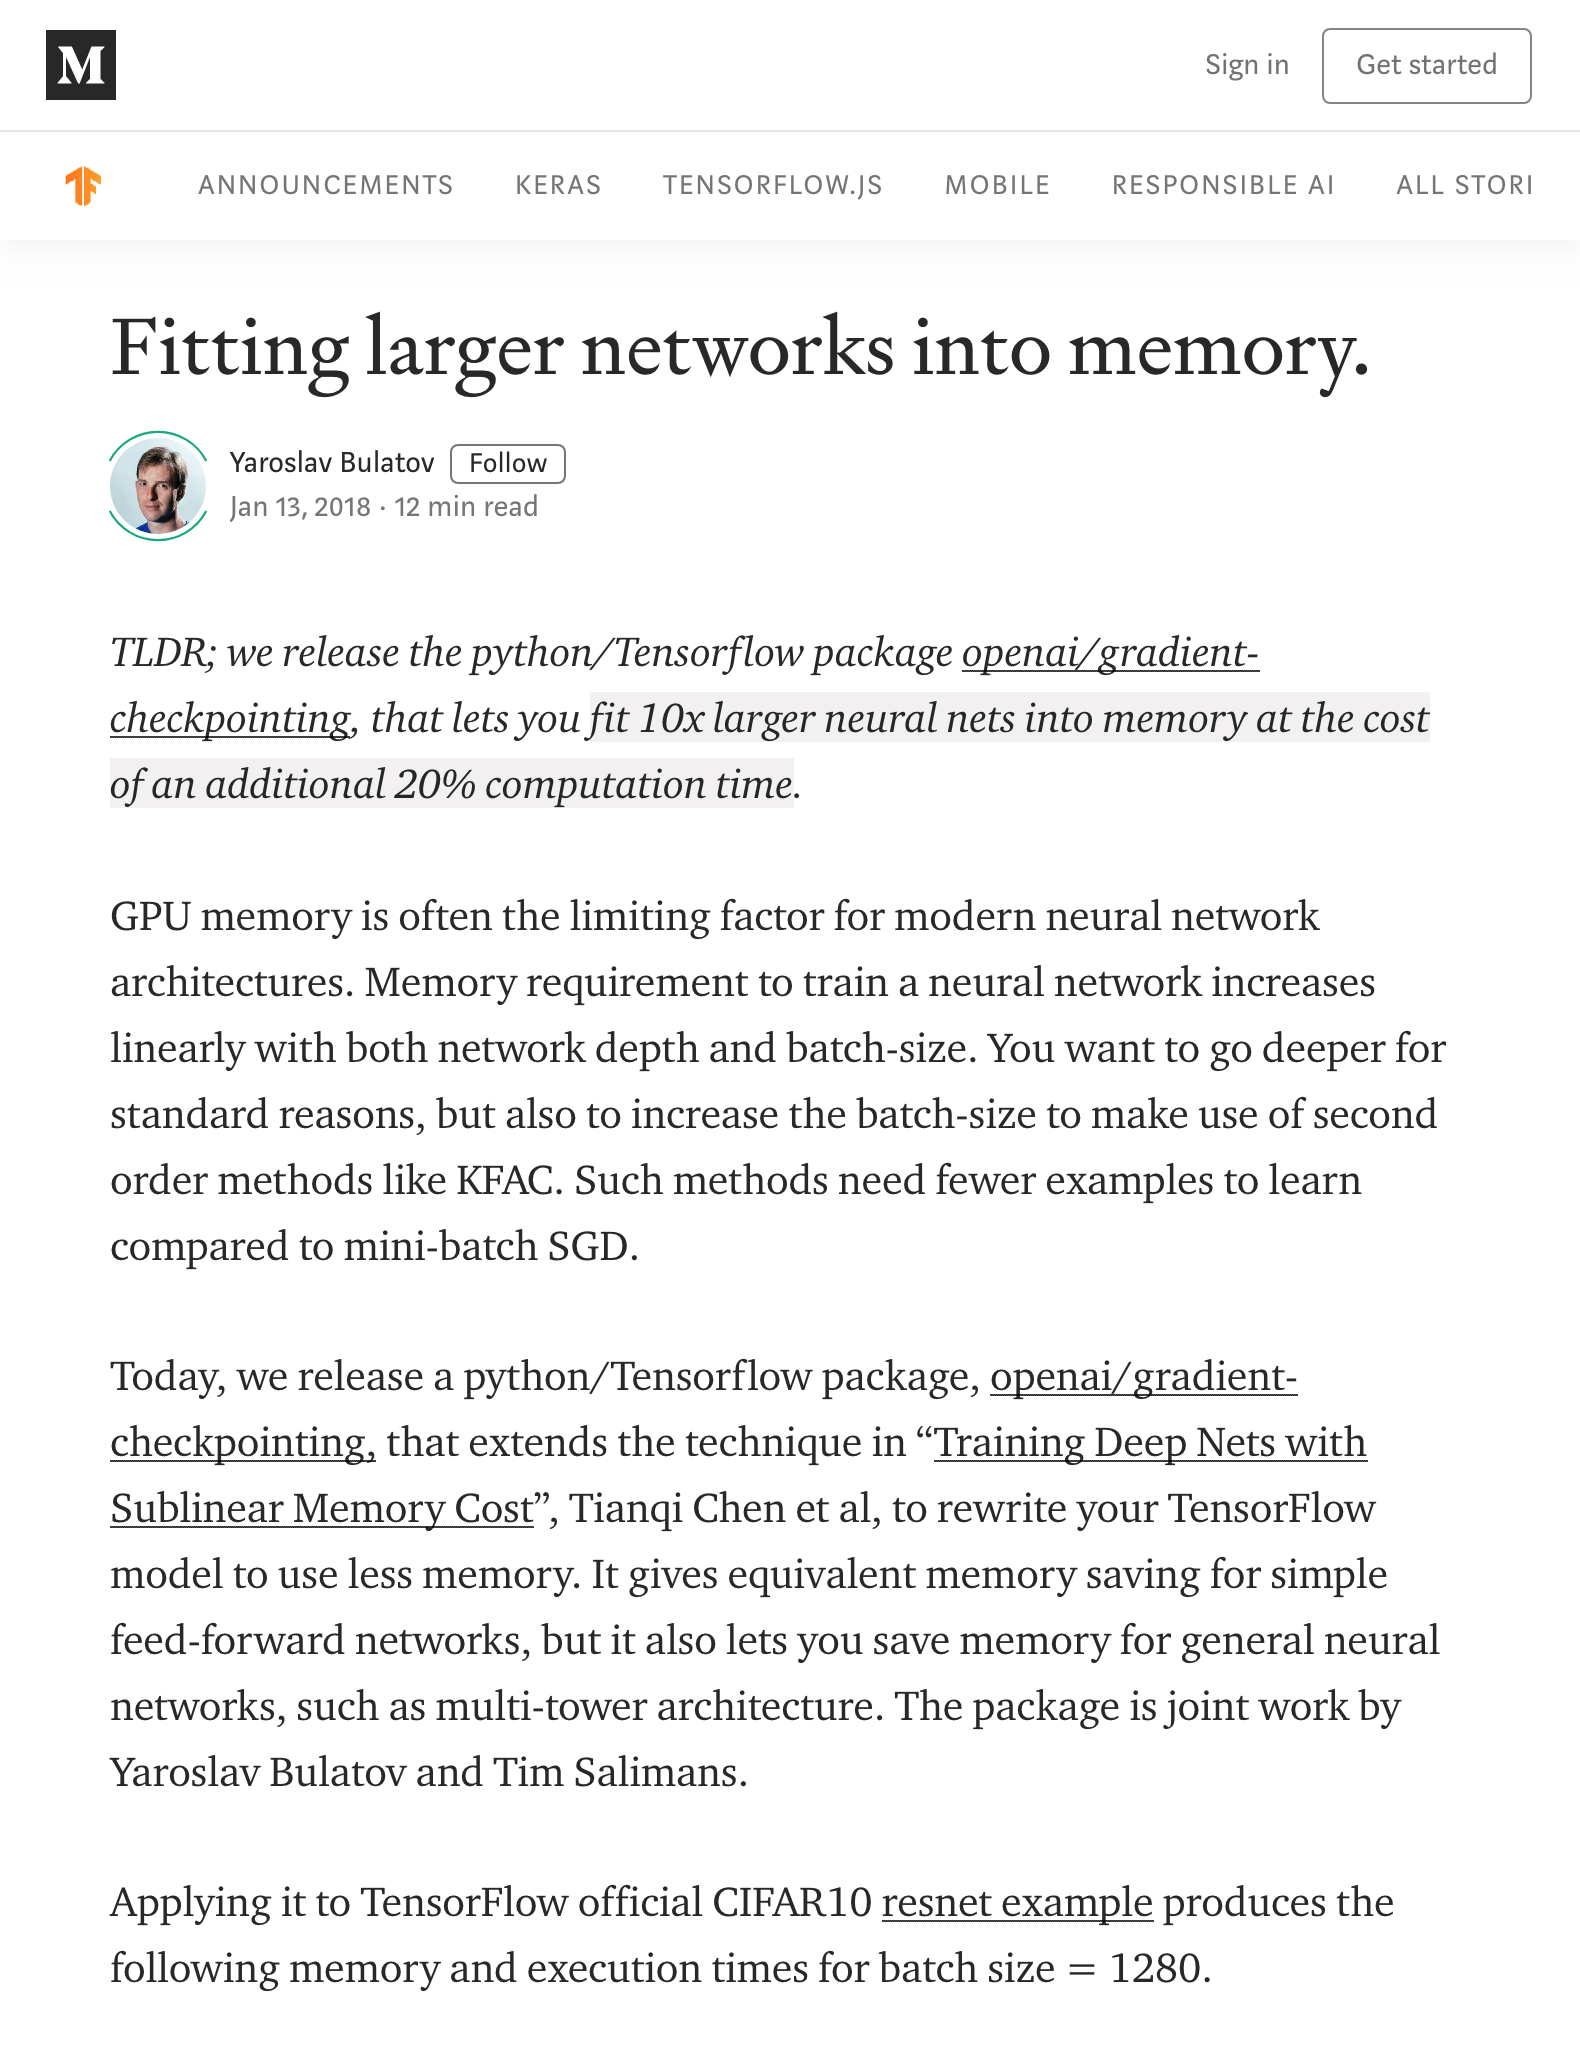 M
Sign in
Get started
ANNOUNCEMENTS KERAS TENSORFLOW.JS MOBILE RESPONSIBLE AI ALL STORI
Fitting larger networks into memory.
Yaroslav Bulatov Follow
Jan 13, 2018 · 12 min read
TLDR; we release the python/Tensorflow package openai/gradient-
checkpointing, that lets you fit 10x larger neural nets into memory at the cost
of an additional 20% computation time.
GPU memory is often the limiting factor for modern neural network
architectures. Memory requirement to train a neural network increases
linearly with both network depth and batch-size. You want to go deeper for
standard reasons, but also to increase the batch-size to make use of second
order methods like KFAC. Such methods need fewer examples to learn
compared to mini-batch SGD.
Today, we release a python/Tensorflow package, openai/gradient-
checkpointing, that extends the technique in “Training Deep Nets with
Sublinear Memory Cost”, Tianqi Chen et al, to rewrite your TensorFlow
model to use less memory. It gives equivalent memory saving for simple
feed-forward networks, but it also lets you save memory for general neural
networks, such as multi-tower architecture. The package is joint work by
Yaroslav Bulatov and Tim Salimans.
Applying it to TensorFlow official CIFAR10 resnet example produces the
following memory and execution times for batch size = 1280.